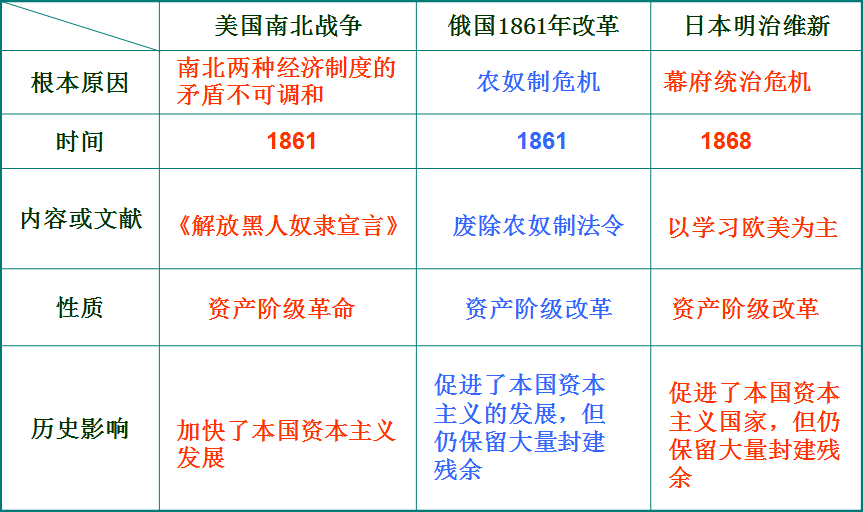 美国南北战争
俄国1861年改革
日本明治维新
根本原因
南北两种经济制度的
矛盾不可调和
农奴制危机
幕府统治危机
时间
1861
1861
1868
内容或文献
《解放黑人奴隶宣言》
废除农奴制法令
以学习欧美为主
性质
资产阶级革命
资产阶级改革
资产阶级改革
历史影响
加快了本国资本主义
发展
促进了本国资本
主义的发展，但
仍保留大量封建
残余
促进了本国资本
主义国家，但仍
保留大量封建残
余